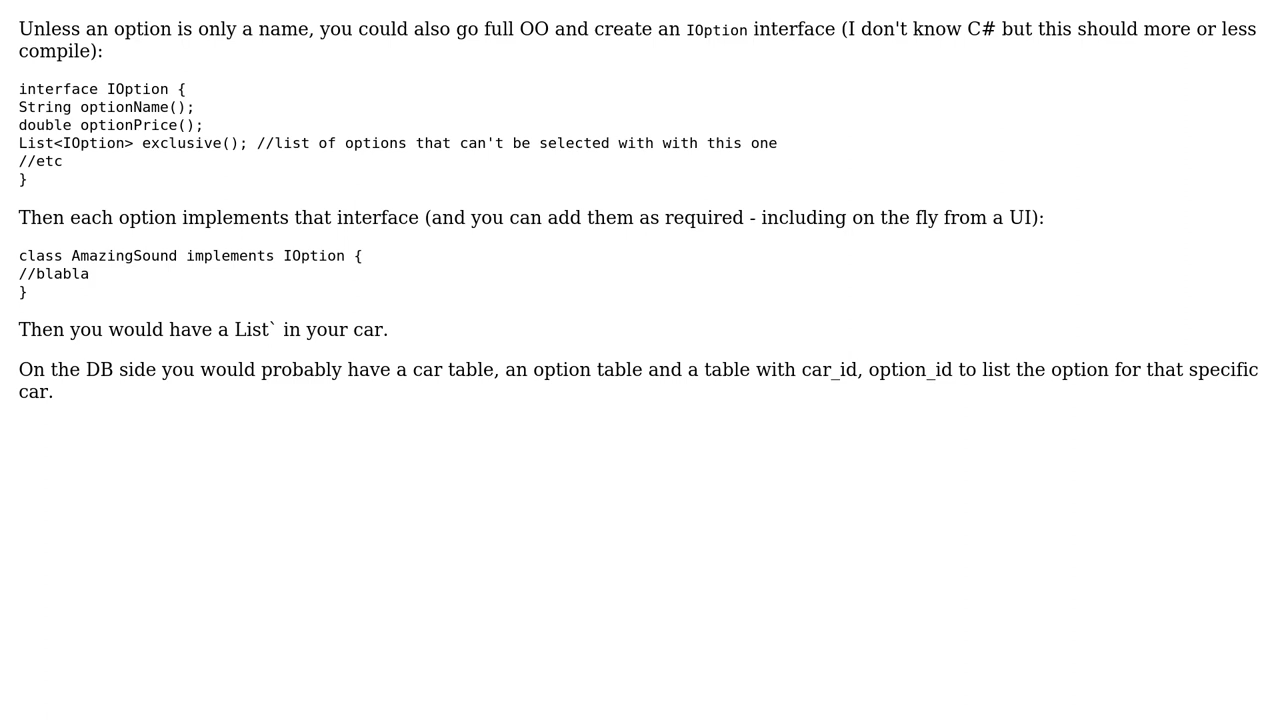 Unless an option is only a name, you could also go full OO and create an IOption interface (I don't know C# but this should more or less
compile):
interface IOption {
String optionName();
double optionPrice();
List<IOption> exclusive(); //list of options that can't be selected with with this one
//etc
}
Then each option implements that interface (and you can add them as required - including on the fly from a UI):
class AmazingSound implements IOption {
//blabla
}
Then you would have a List` in your car.
On the DB side you would probably have a car table, an option table and a table with car_id, option_id to list the option for that specific
car.